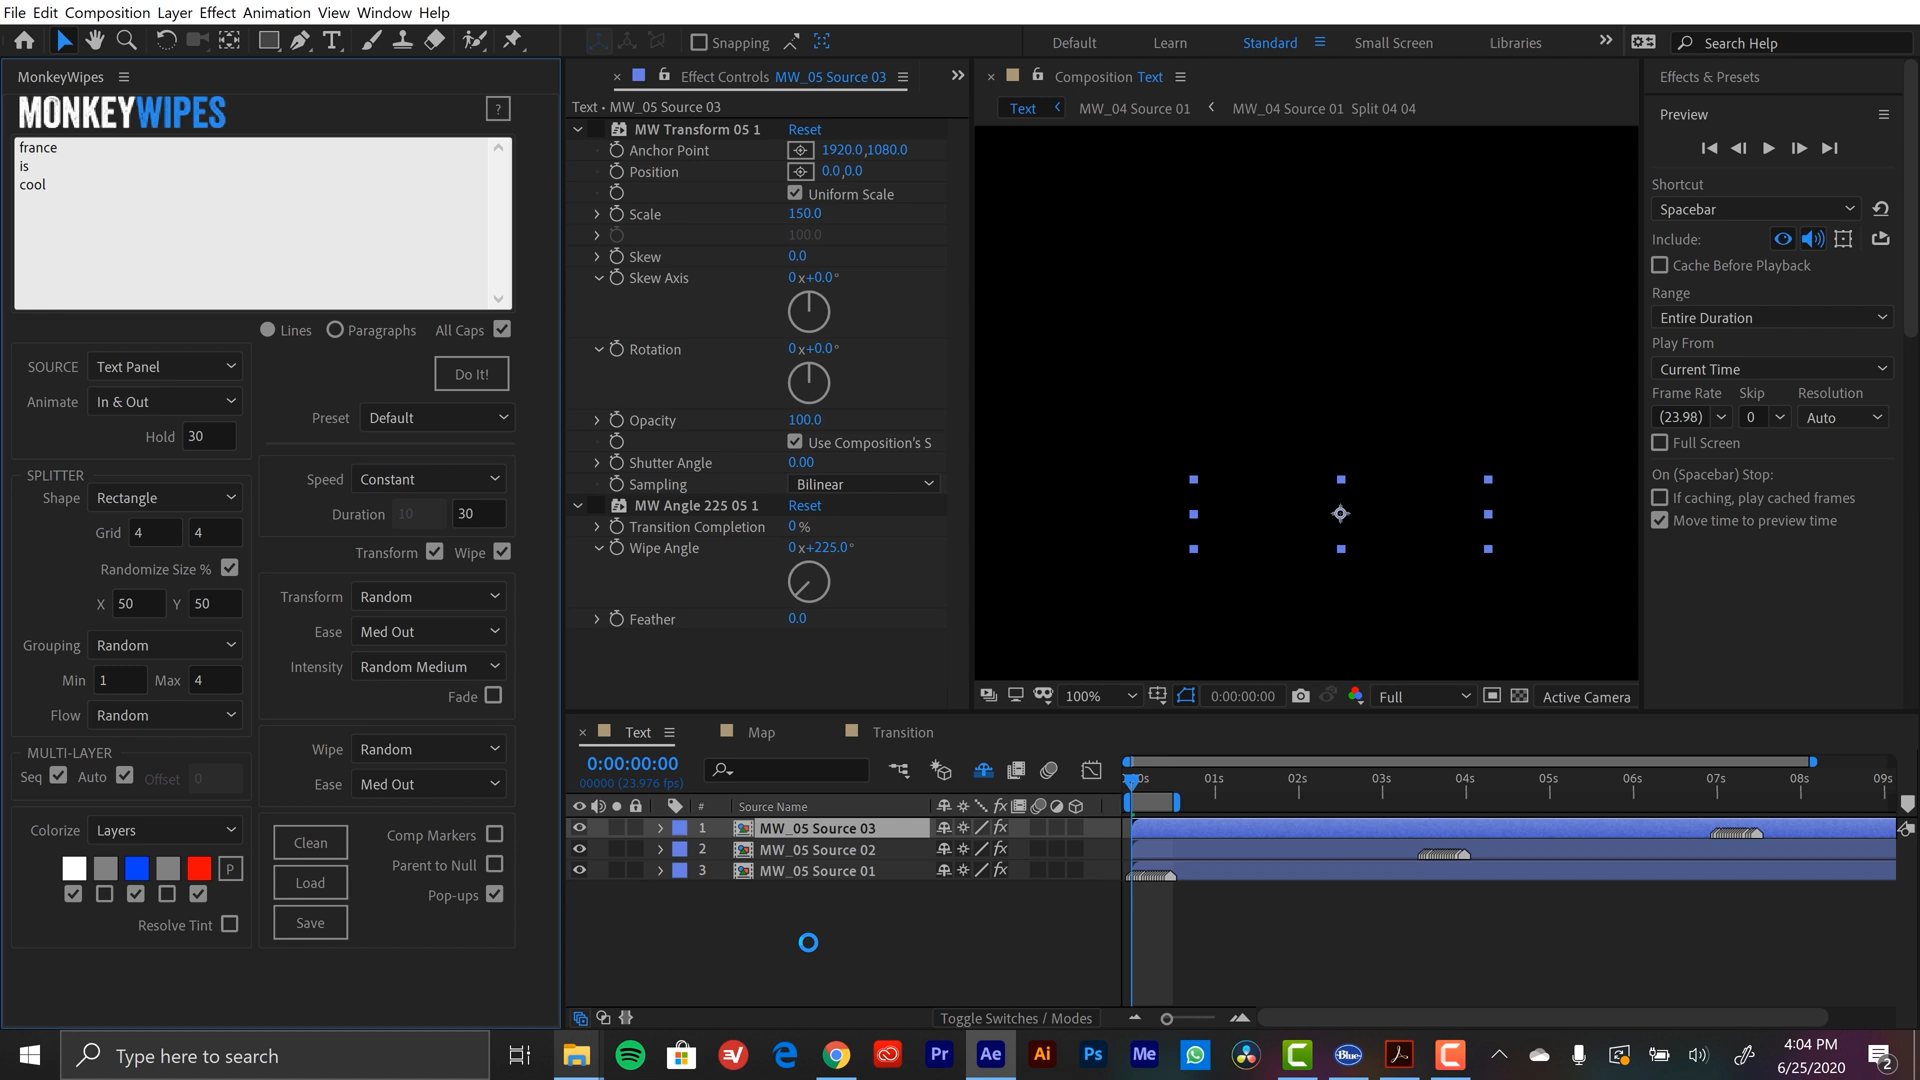 File Edit Composition Layer Effect Animation View Window Help
Snapping
Default Learn Standard Small Screen Libraries Search Help
MonkeyWipes
MONKEYWIPES ?
france
is
cool
Lines Paragraphs All Caps
SOURCE Text Panel Do It!
Animate In & Out
Preset Default
Hold 30
SPLITTER
Shape Rectangle
Speed Constant
Duration 10 30
Grid 4 4
Transform Wipe
Randomize Size %
X 50 Y 50
Transform Random
Ease Med Out
Grouping Random
Intensity Random Medium
Min 1 Max 4
Fade
Flow Random
MULTI-LAYER
Wipe Random
Seq Auto Offset 0
Ease Med Out
Colorize Layers
Clean
Comp Markers
P
Parent to Null
Load
Pop-ups
Save
Resolve Tint
Effect Controls MW_05 Source 03
Text • MW_05 Source 03
MW Transform 05 1 Reset
Anchor Point 1920.0,1080.0
Position 0.0,0.0
Uniform Scale
Scale 150.0
100.0
Skew 0.0
Skew Axis 0x+0.0°
Rotation 0x+0.0°
Opacity 100.0
Use Composition's S
Shutter Angle 0.00
Sampling Bilinear
MW Angle 225 05 1 Reset
Transition Completion 0 %
Wipe Angle 0x+225.0°
Feather 0.0
Composition Text
Text MW_04 Source 01 MW_04 Source 01 Split 04 04
100% 0:00:00:00 Full Active Camera
Effects & Presets
Preview
Shortcut
Spacebar
Include:
Cache Before Playback
Range
Entire Duration
Play From
Current Time
Frame Rate Skip Resolution
(23.98) 0 Auto
Full Screen
On (Spacebar) Stop:
If caching, play cached frames
Move time to preview time
Text Map Transition
0:00:00:00
00000 (23.976 fps)
0s 01s 02s 03s 04s 05s 06s 07s 08s 09s
# Source Name fx
1 MW_05 Source 03 fx
2 MW_05 Source 02 fx
3 MW_05 Source 01 fx
Toggle Switches / Modes
Type here to search
Pr Ae Ai Ps Me Blue
4:04 PM
6/25/2020
2